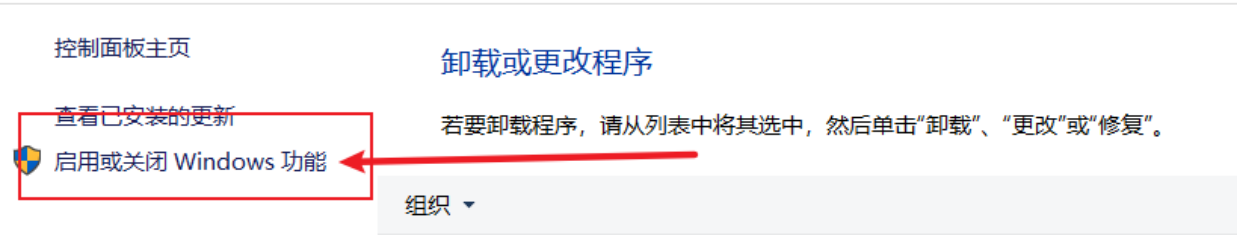 控制面板主页
卸载或更改程序
查看已安装的更新
若要卸载程序，请从列表中将其选中，然后单击“卸载”、“更改”或“修复”。
启用或关闭 Windows 功能
组织